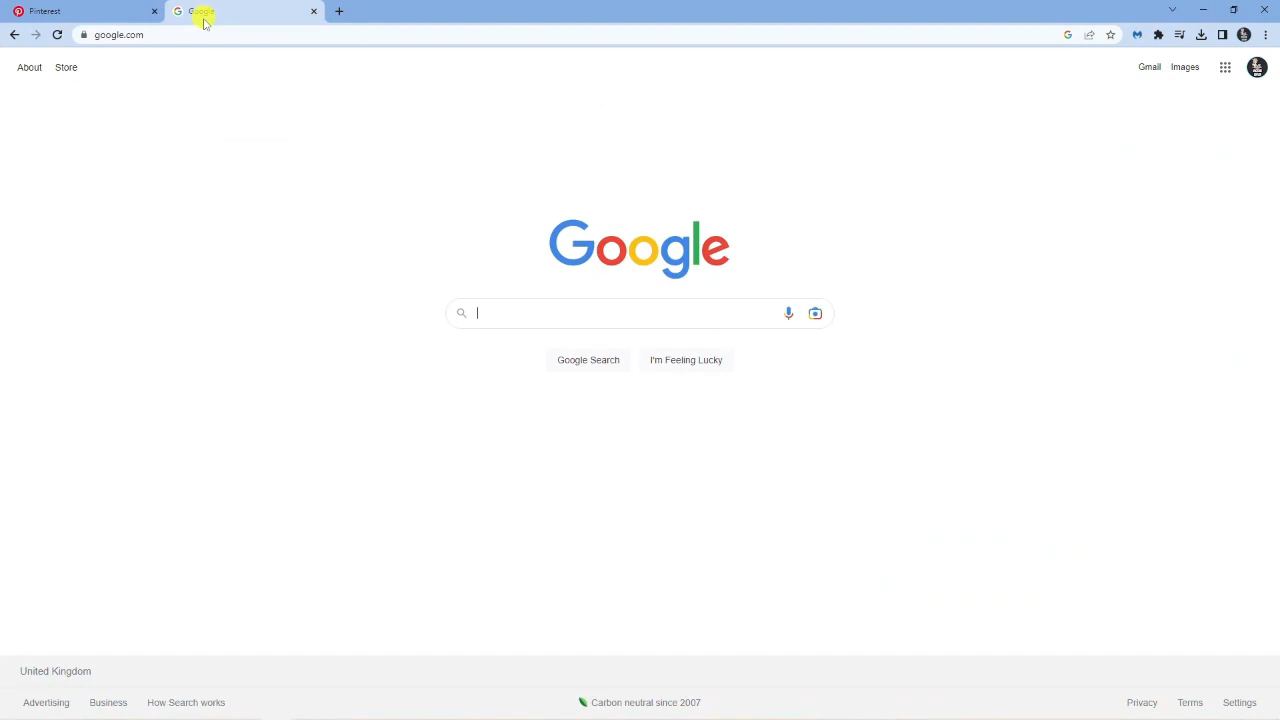 Pinterest
Google
google.com
About Store
Gmail Images
Google
Google Search I'm Feeling Lucky
United Kingdom
Advertising Business How Search works
Carbon neutral since 2007
Privacy Terms Settings